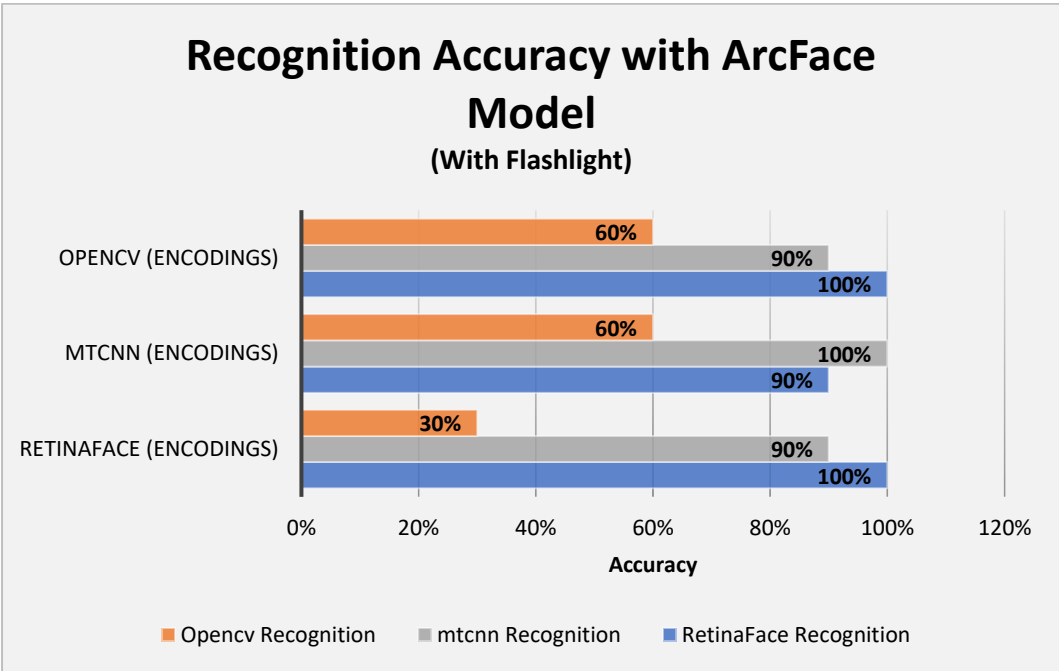 Recognition Accuracy with ArcFace
Model
(With Flashlight)
OPENCV (ENCODINGS)
60%
90%
100%
MTCNN (ENCODINGS)
60%
100%
90%
RETINAFACE (ENCODINGS)
30%
90%
100%
0% 20% 40% 60% 80% 100% 120%
Accuracy
Opencv Recognition mtcnn Recognition RetinaFace Recognition